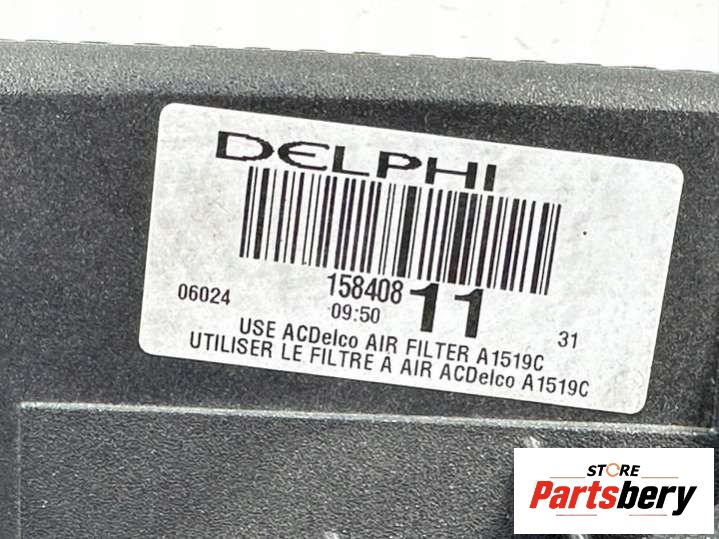 DELPHI
06024
158408 11
09:50
31
USE ACDelco AIR FILTER A1519C
UTILISER LE FILTRE À AIR ACDelco A1519C
STORE
Partsbery